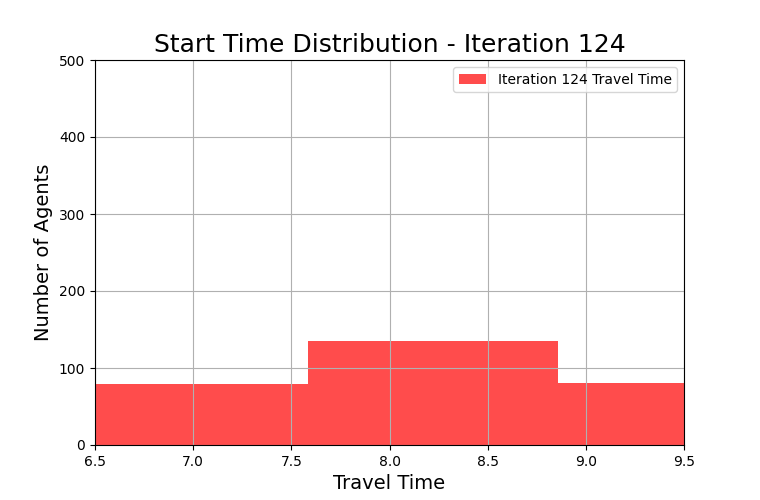 Start Time Distribution - Iteration 124
Iteration 124 Travel Time
Number of Agents
500
400
300
200
100
0
6.5 7.0 7.5 8.0 8.5 9.0 9.5
Travel Time